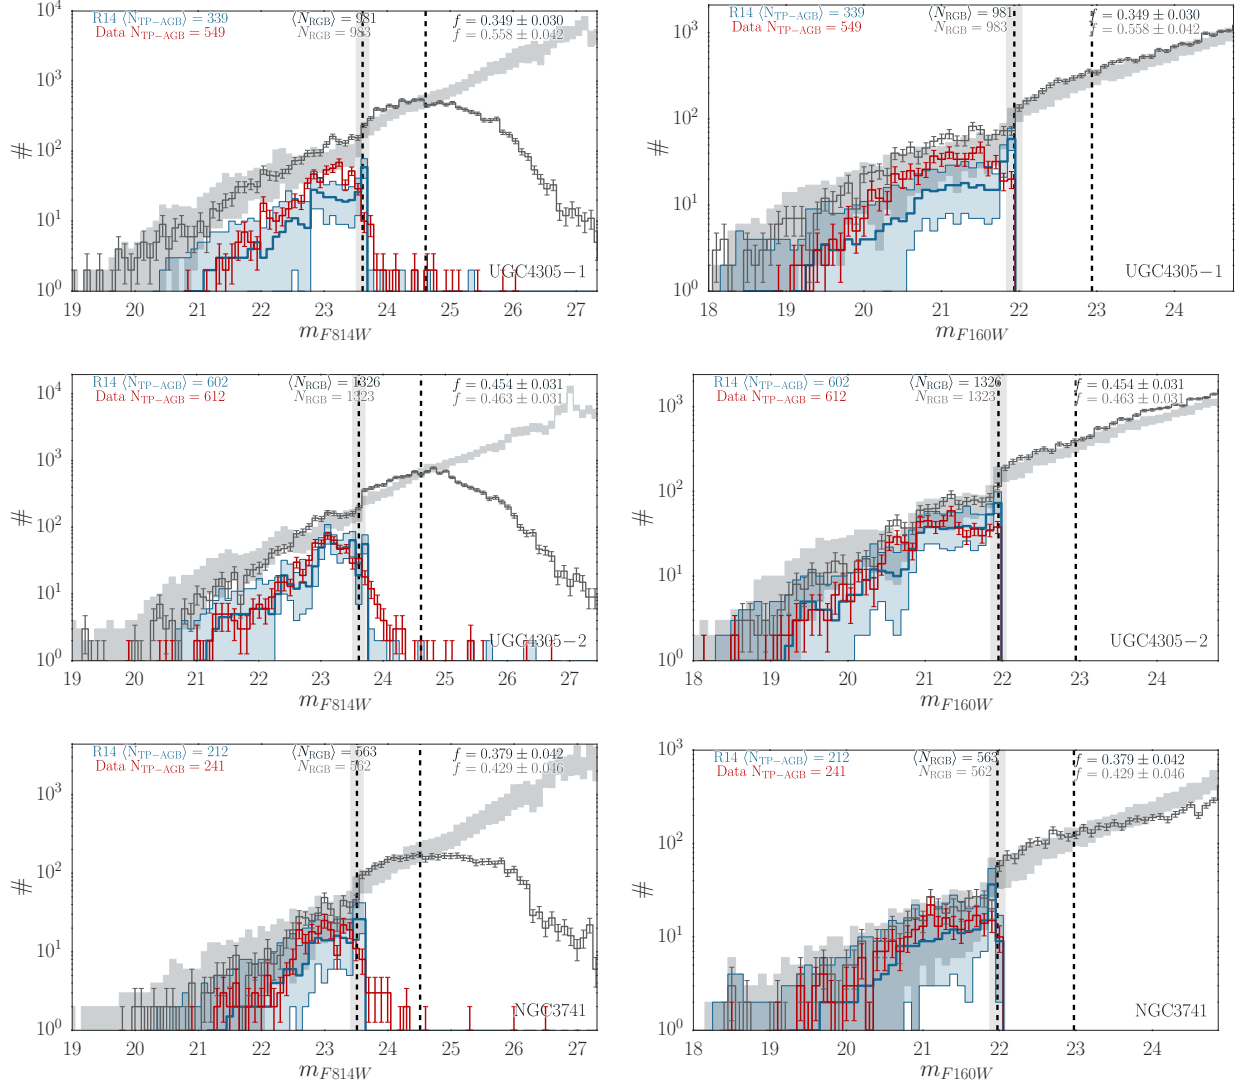 R14 ⟨N_TP−AGB⟩ = 339 ⟨N_RGB⟩ = 981 f = 0.349 ± 0.030
Data N_TP−AGB = 549 N_RGB = 983 f = 0.558 ± 0.042
10^4
10^3
10^2
10^1
10^0
#
UGC4305−1
19 20 21 22 23 24 25 26 27
m_F814W
R14 ⟨N_TP−AGB⟩ = 339 ⟨N_RGB⟩ = 981 f = 0.349 ± 0.030
Data N_TP−AGB = 549 N_RGB = 983 f = 0.558 ± 0.042
10^3
10^2
10^1
10^0
#
UGC4305−1
18 19 20 21 22 23 24
m_F160W
R14 ⟨N_TP−AGB⟩ = 602 ⟨N_RGB⟩ = 1326 f = 0.454 ± 0.031
Data N_TP−AGB = 612 N_RGB = 1323 f = 0.463 ± 0.031
10^4
10^3
10^2
10^1
10^0
#
UGC4305−2
19 20 21 22 23 24 25 26 27
m_F814W
R14 ⟨N_TP−AGB⟩ = 602 ⟨N_RGB⟩ = 1326 f = 0.454 ± 0.031
Data N_TP−AGB = 612 N_RGB = 1323 f = 0.463 ± 0.031
10^3
10^2
10^1
10^0
#
UGC4305−2
18 19 20 21 22 23 24
m_F160W
R14 ⟨N_TP−AGB⟩ = 212 ⟨N_RGB⟩ = 563 f = 0.379 ± 0.042
Data N_TP−AGB = 241 N_RGB = 562 f = 0.429 ± 0.046
10^3
10^2
10^1
10^0
#
NGC3741
19 20 21 22 23 24 25 26 27
m_F814W
R14 ⟨N_TP−AGB⟩ = 212 ⟨N_RGB⟩ = 563 f = 0.379 ± 0.042
Data N_TP−AGB = 241 N_RGB = 562 f = 0.429 ± 0.046
10^3
10^2
10^1
10^0
#
NGC3741
18 19 20 21 22 23 24
m_F160W